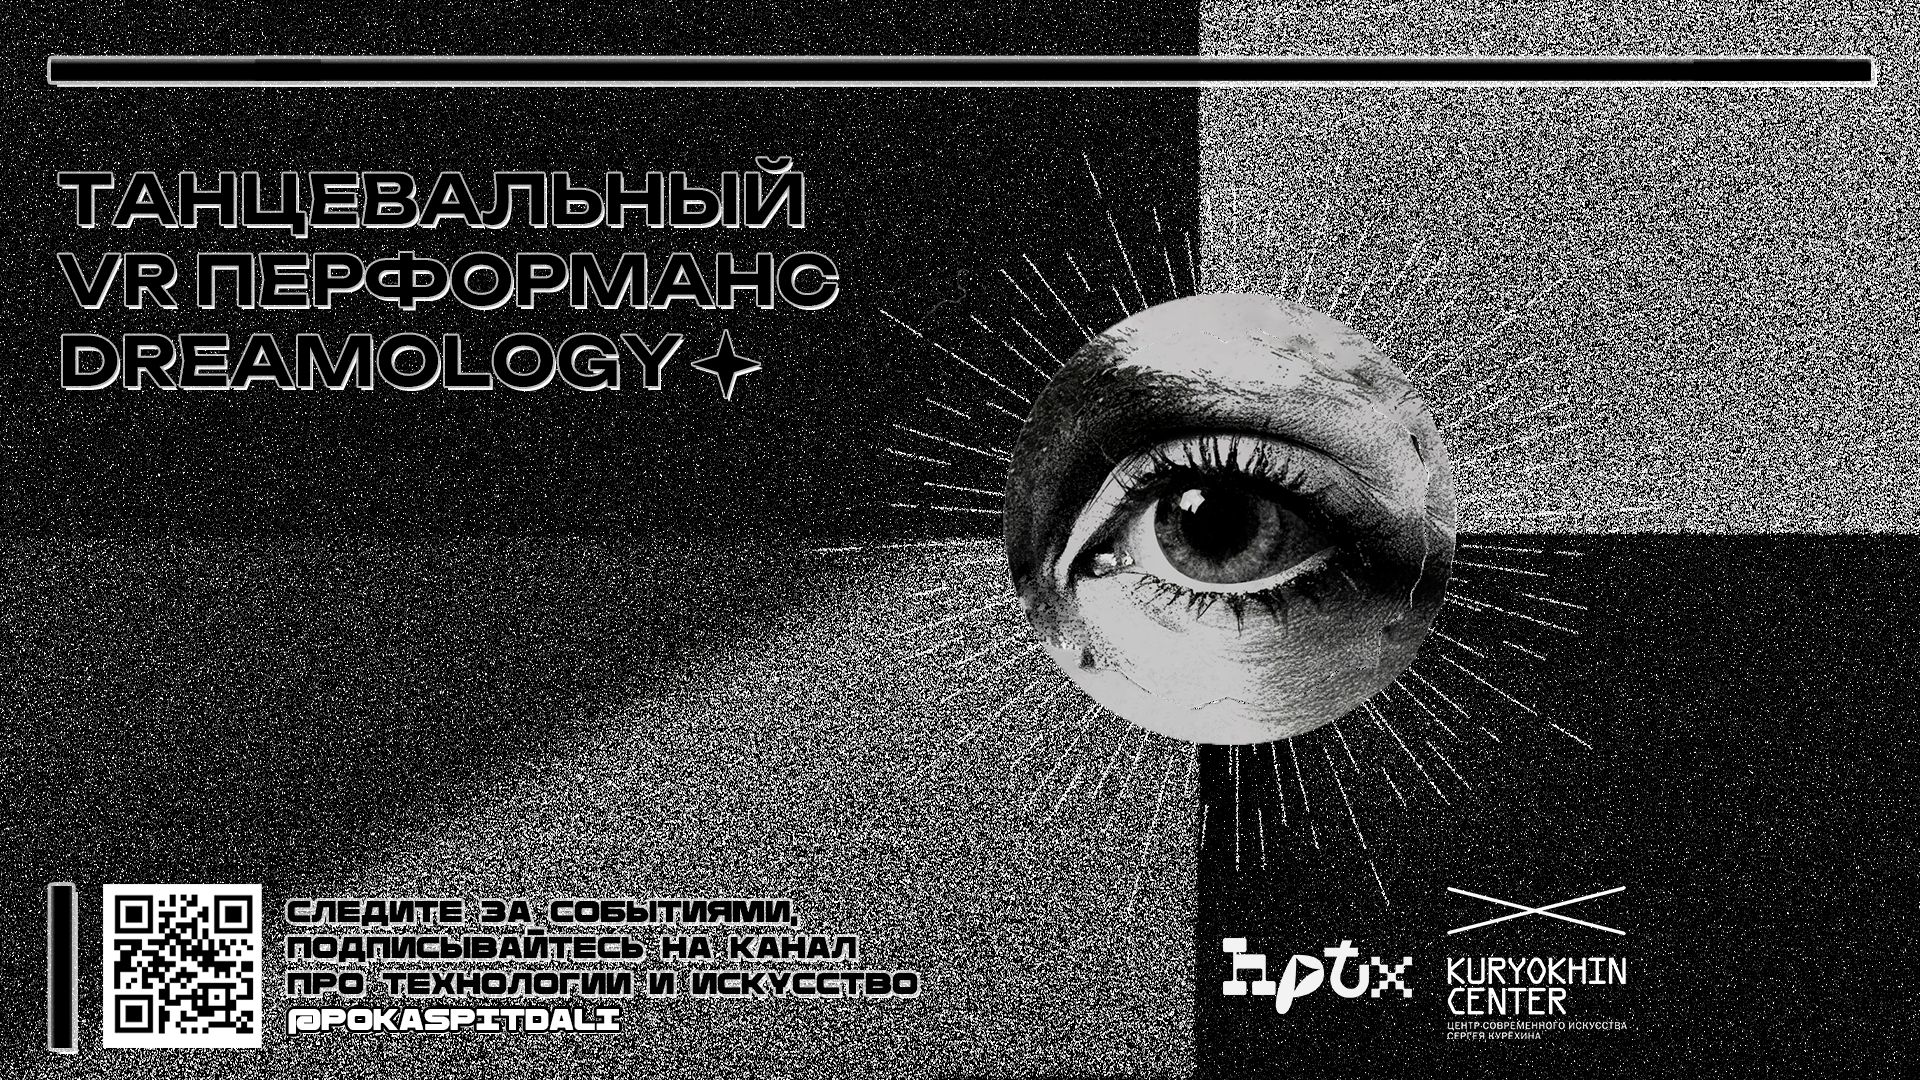 ТАНЦЕВАЛЬНЫЙ
VR ПЕРФОРМАНС
DREAMOLOGY
СЛЕДИТЕ ЗА СОБЫТИЯМИ,
ПОДПИСЫВАЙТЕСЬ НА КАНАЛ
ПРО ТЕХНОЛОГИИ И ИСКУССТВО
@POKASPITDALI
hptx
KURYOKHIN
CENTER
ЦЕНТР СОВРЕМЕННОГО ИСКУССТВА
СЕРГЕЯ КУРЁХИНА